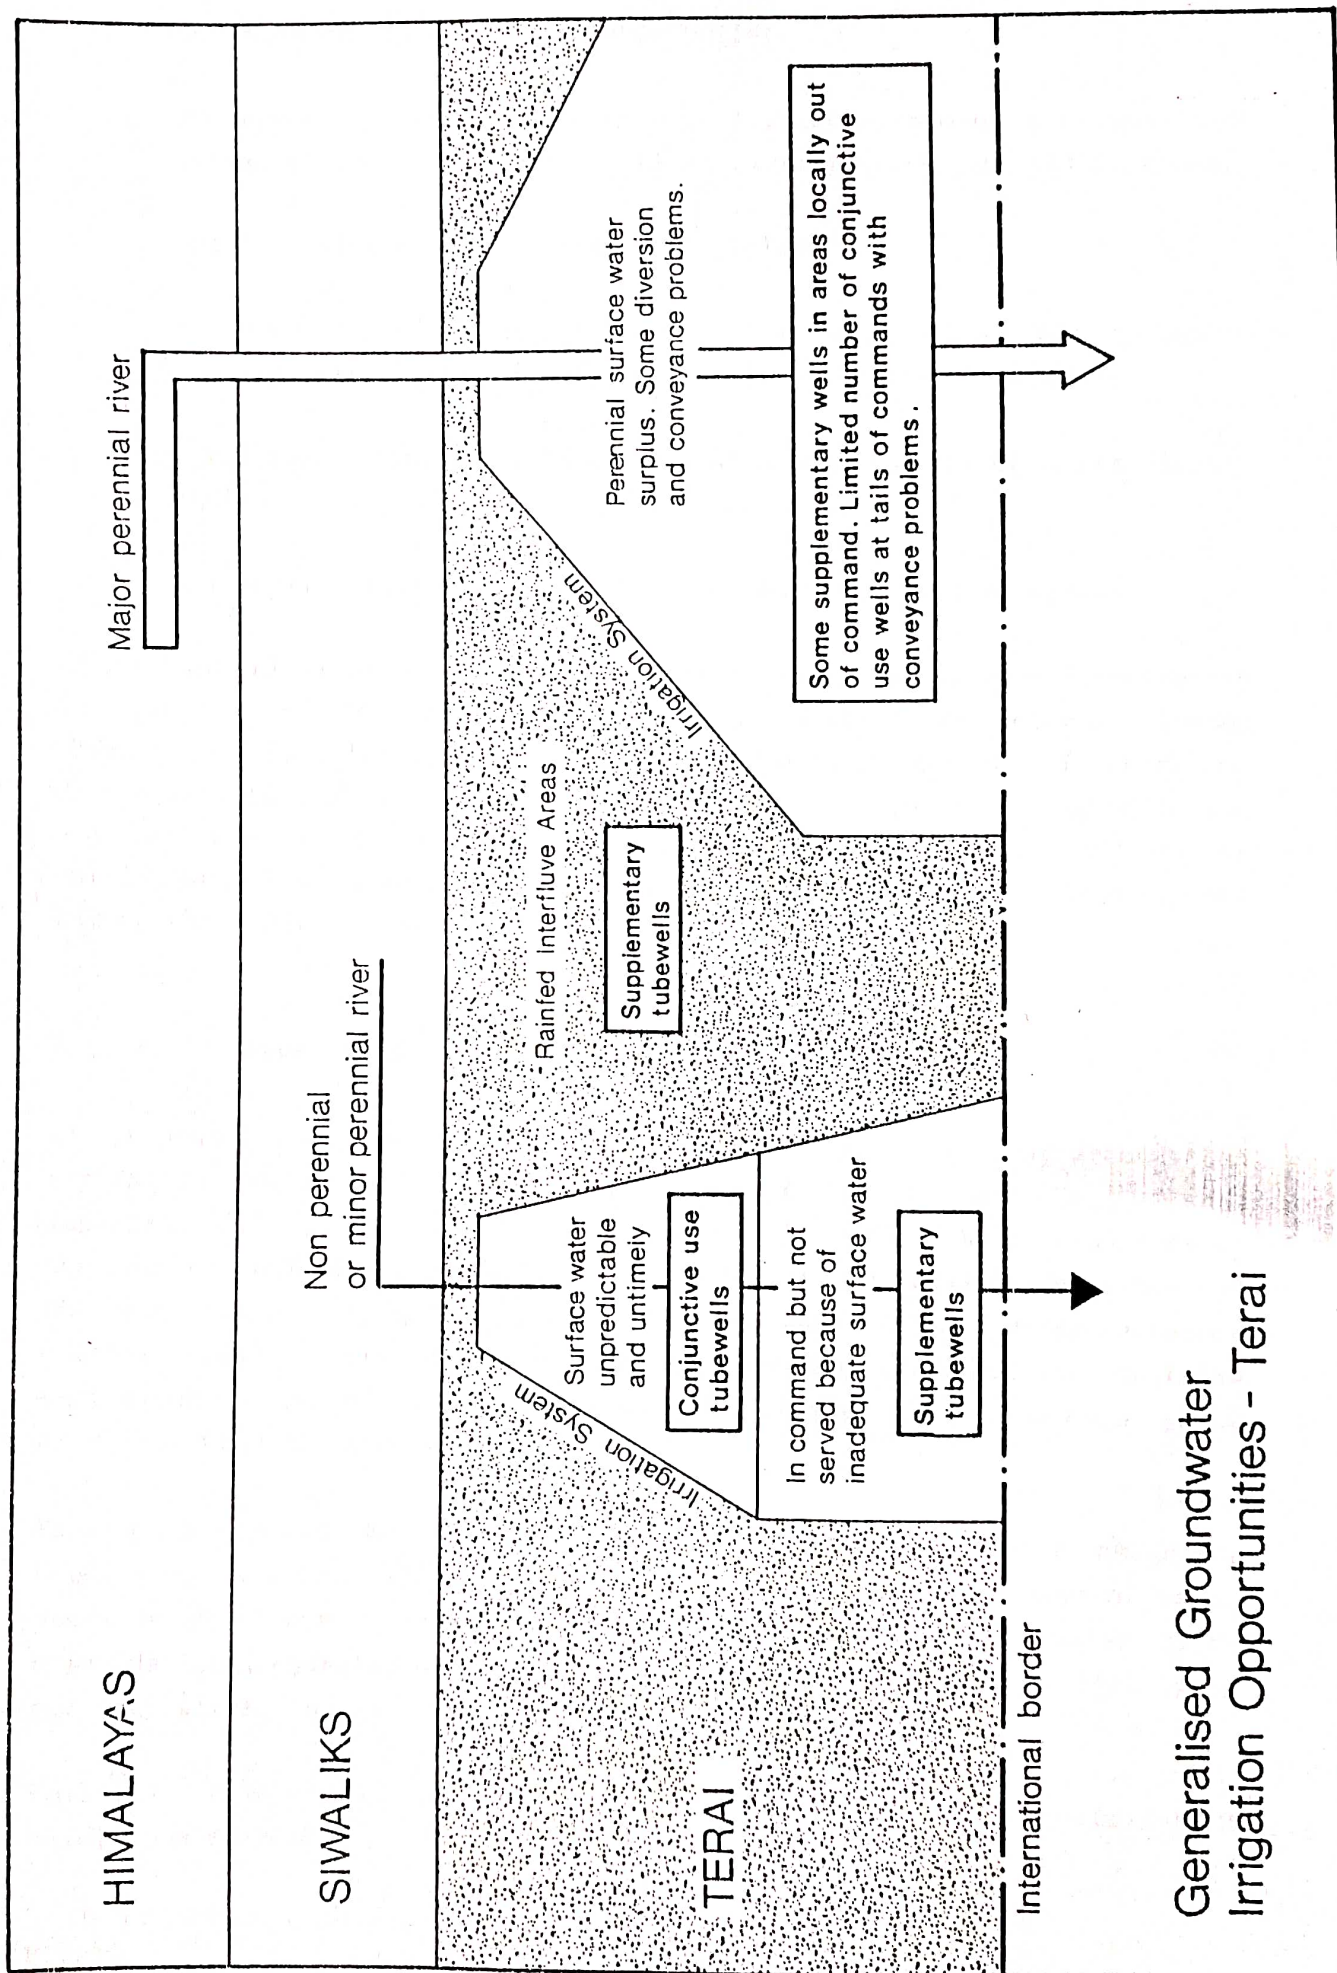 HIMALAYAS
Major perennial river
SIWALIKS
Non perennial
or minor perennial river
TERAI
Irrigation System
Surface water
unpredictable
and untimely
Conjunctive use
tubewells
In command but not
served because of
inadequate surface water
Supplementary
tubewells
Rainfed Interfluve Areas
Supplementary
tubewells
Irrigation System
Perennial surface water
surplus. Some diversion
and conveyance problems.
Some supplementary wells in areas locally out
of command. Limited number of conjunctive
use wells at tails of commands with
conveyance problems.
International border
Generalised Groundwater
Irrigation Opportunities - Terai